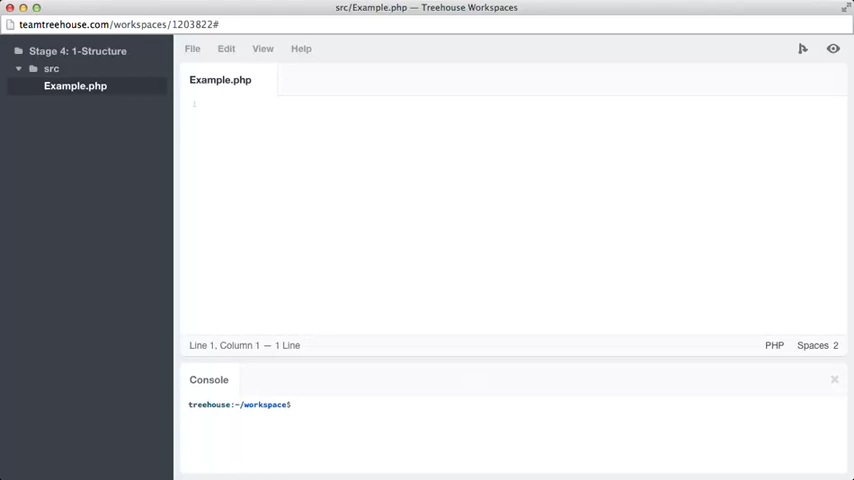 src/Example.php — Treehouse Workspaces
teamtreehouse.com/workspaces/1203822#
Stage 4: 1-Structure
File Edit View Help
src
Example.php
Example.php
1
Line 1, Column 1 — 1 Line
PHP Spaces 2
Console
treehouse:~/workspace$